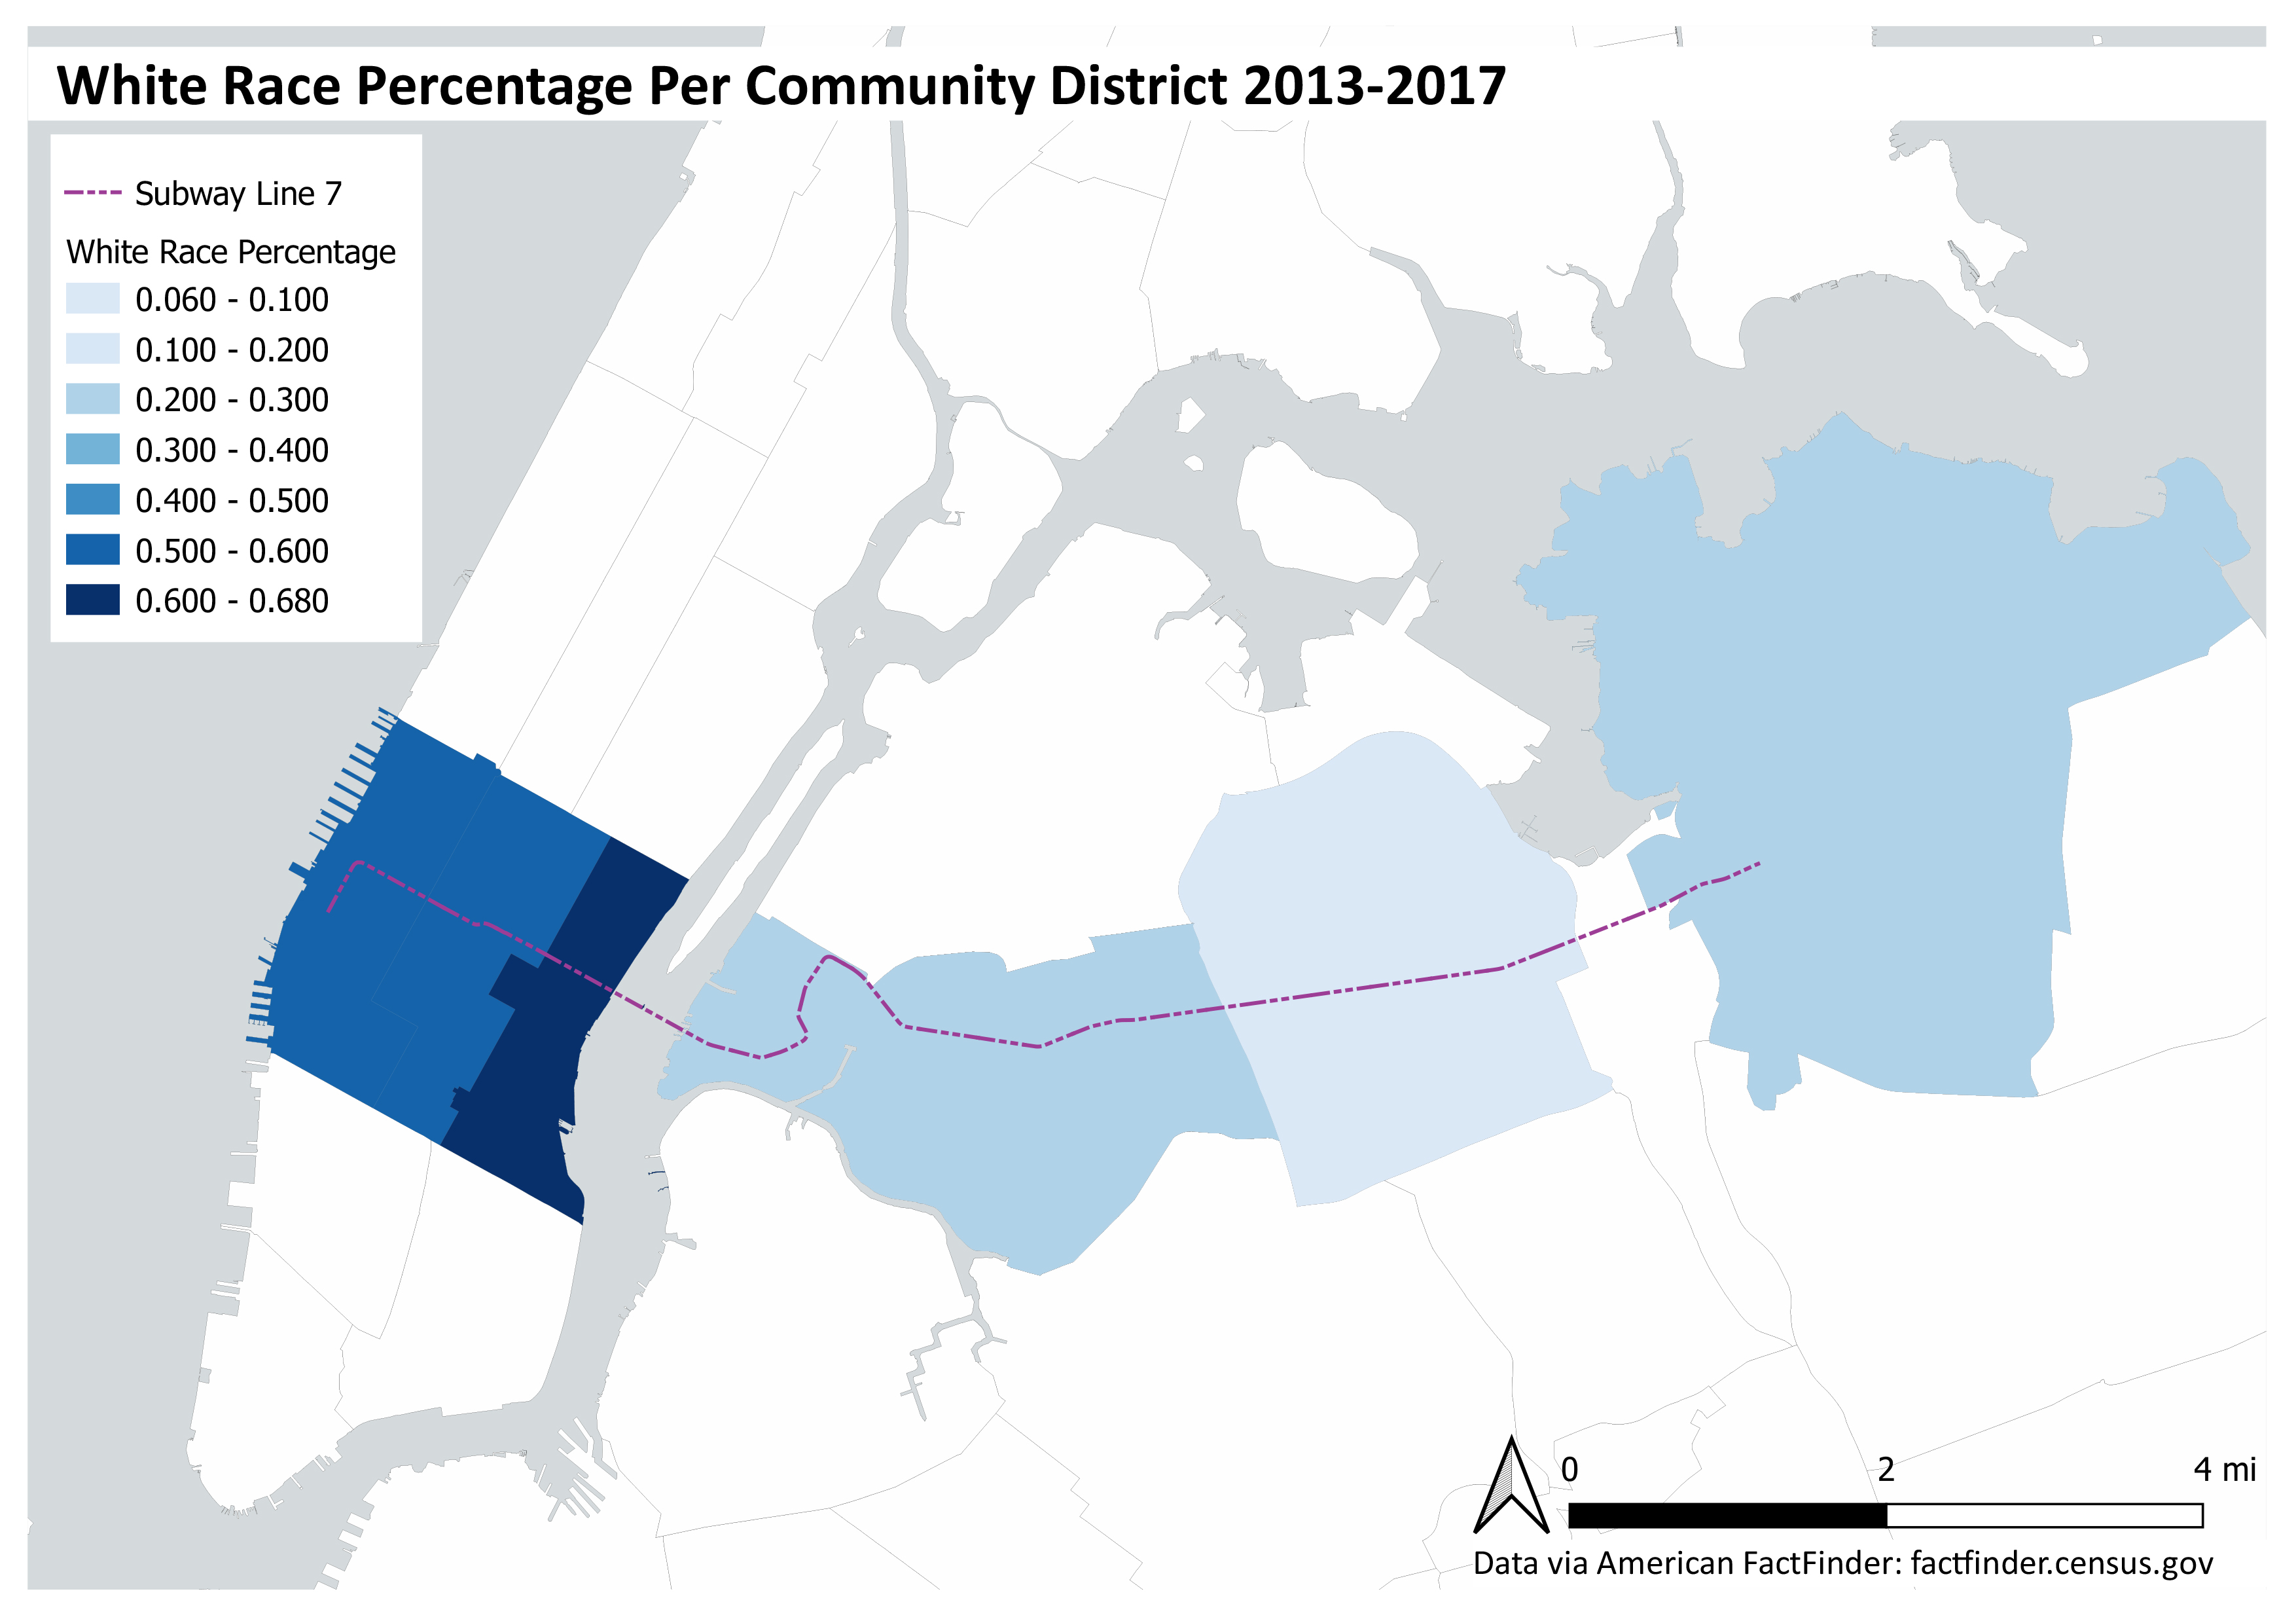 White Race Percentage Per Community District 2013-2017
Subway Line 7
White Race Percentage
0.060 - 0.100
0.100 - 0.200
0.200 - 0.300
0.300 - 0.400
0.400 - 0.500
0.500 - 0.600
0.600 - 0.680
0 2 4 mi
Data via American FactFinder: factfinder.census.gov